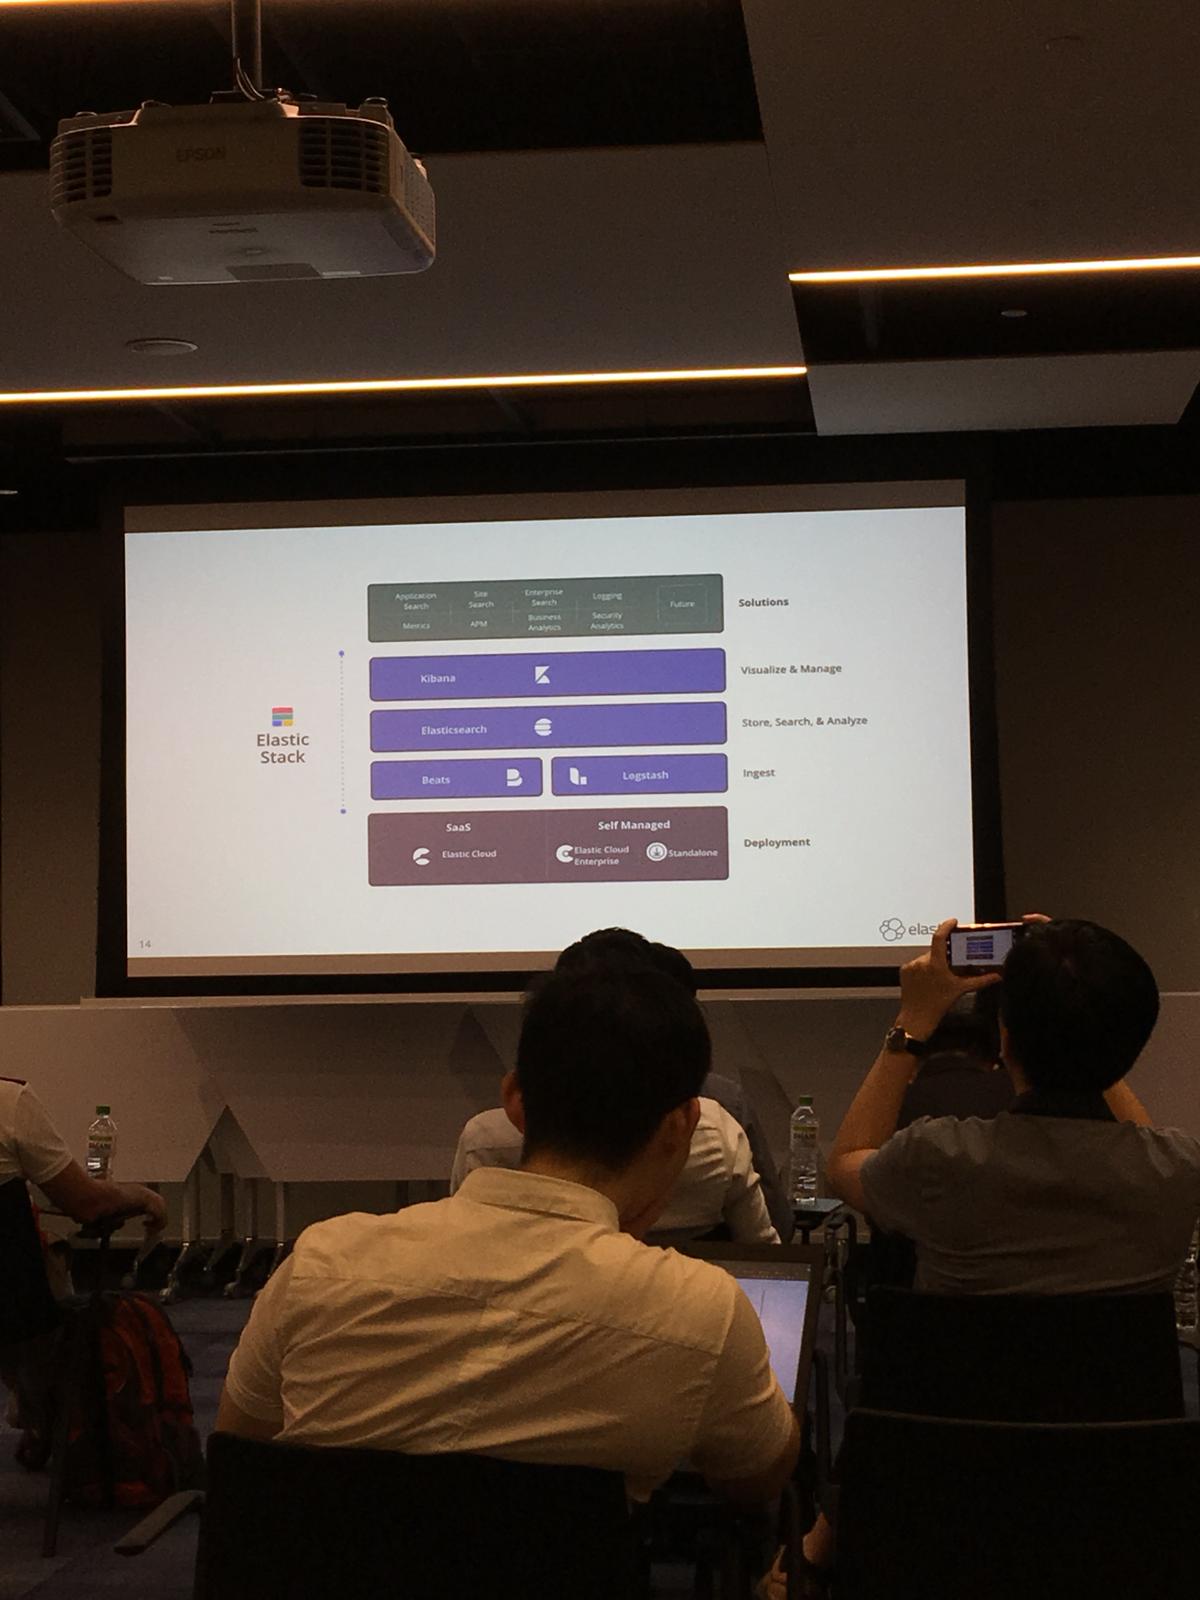 EPSON
Application
Search
Site
Search
Enterprise
Search
Logging
Future
Metrics
APM
Business
Analytics
Security
Analytics
Solutions
Kibana
Visualize & Manage
Elasticsearch
Store, Search, & Analyze
Elastic
Stack
Beats
Logstash
Ingest
SaaS
Self Managed
Elastic Cloud
Elastic Cloud
Enterprise
Standalone
Deployment
14
elas